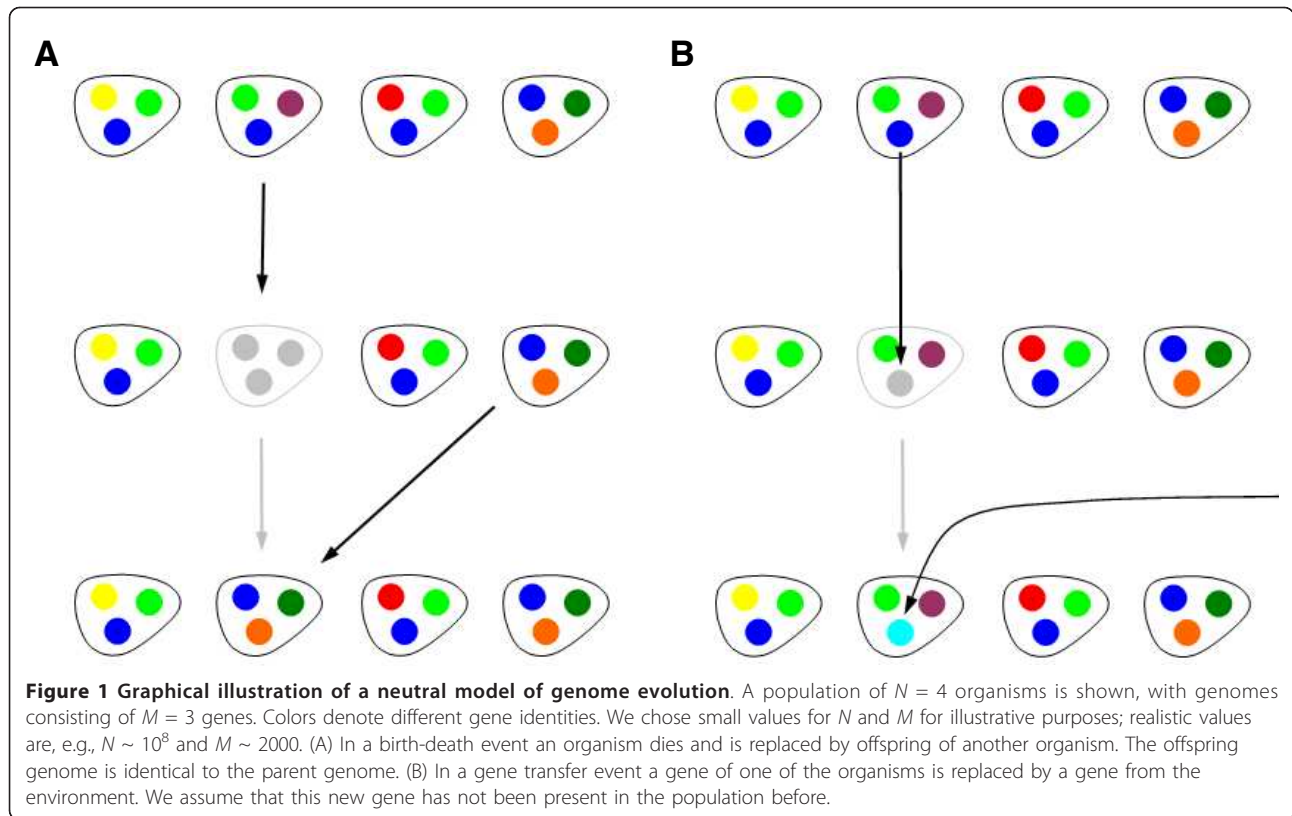 A
B
Figure 1 Graphical illustration of a neutral model of genome evolution. A population of N = 4 organisms is shown, with genomes
consisting of M = 3 genes. Colors denote different gene identities. We chose small values for N and M for illustrative purposes; realistic values
are, e.g., N ~ 10⁸ and M ~ 2000. (A) In a birth-death event an organism dies and is replaced by offspring of another organism. The offspring
genome is identical to the parent genome. (B) In a gene transfer event a gene of one of the organisms is replaced by a gene from the
environment. We assume that this new gene has not been present in the population before.